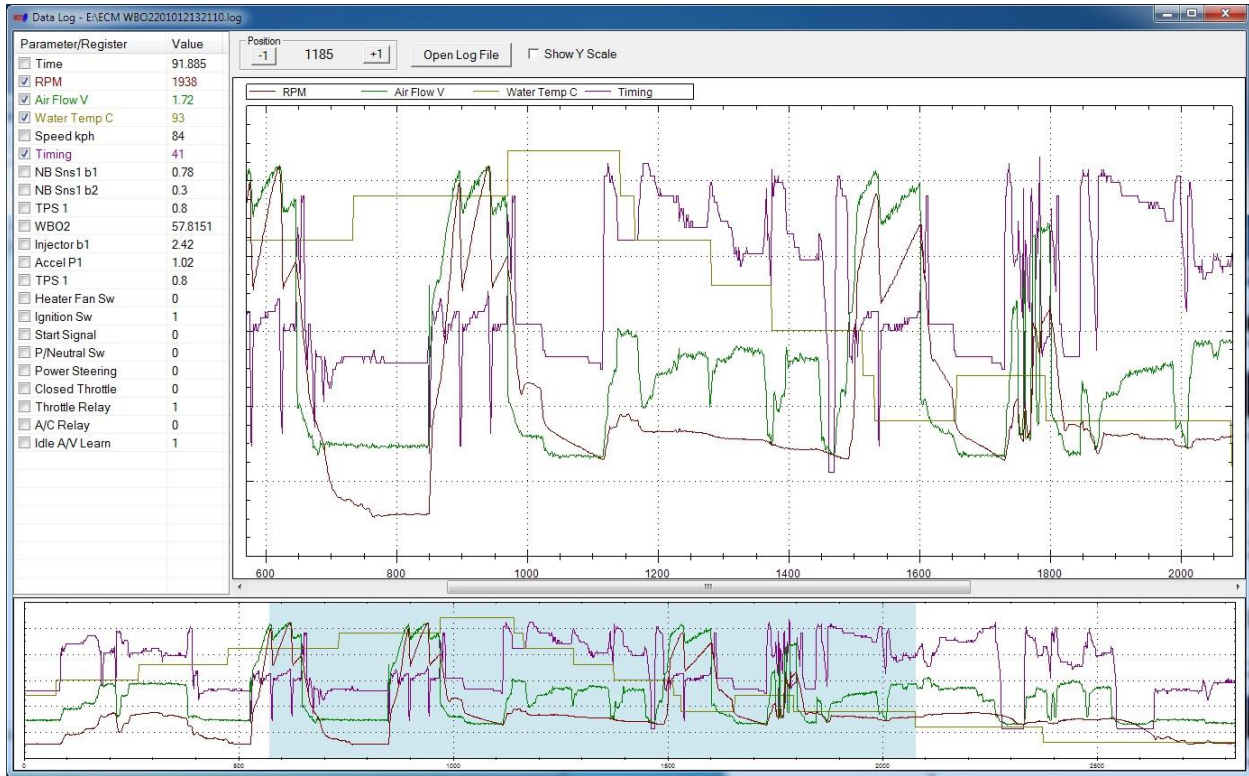 Data Log - E:\ECM WBO2201012132110.log
Parameter/Register Value
Time 91.885
RPM 1938
Air Flow V 1.72
Water Temp C 93
Speed kph 84
Timing 41
NB Sns1 b1 0.78
NB Sns1 b2 0.3
TPS 1 0.8
WBO2 57.8151
Injector b1 2.42
Accel P1 1.02
TPS 1 0.8
Heater Fan Sw 0
Ignition Sw 1
Start Signal 0
P/Neutral Sw 0
Power Steering 0
Closed Throttle 0
Throttle Relay 1
A/C Relay 0
Idle A/V Learn 1
Position
-1 1185 +1 Open Log File Show Y Scale
RPM Air Flow V Water Temp C Timing
600 800 1000 1200 1400 1600 1800 2000
0 500 1000 1500 2000 2500